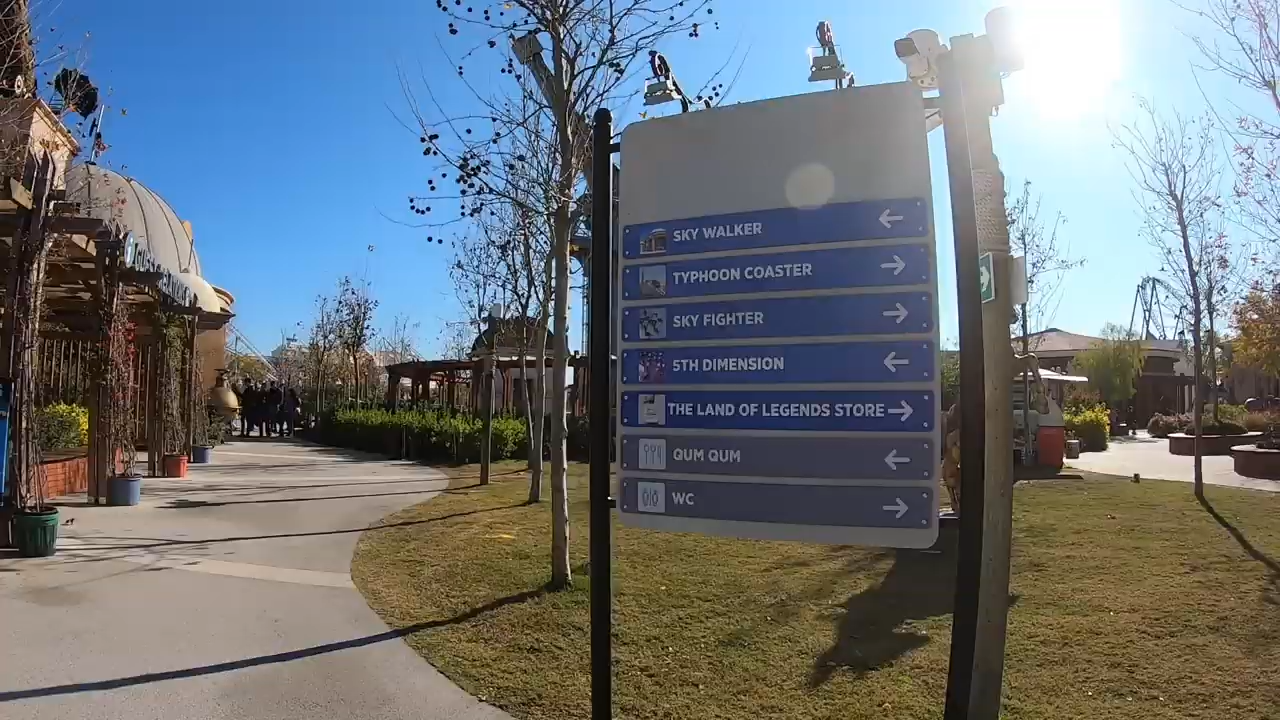 SKY WALKER
TYPHOON COASTER
SKY FIGHTER
5TH DIMENSION
THE LAND OF LEGENDS STORE
QUM QUM
WC